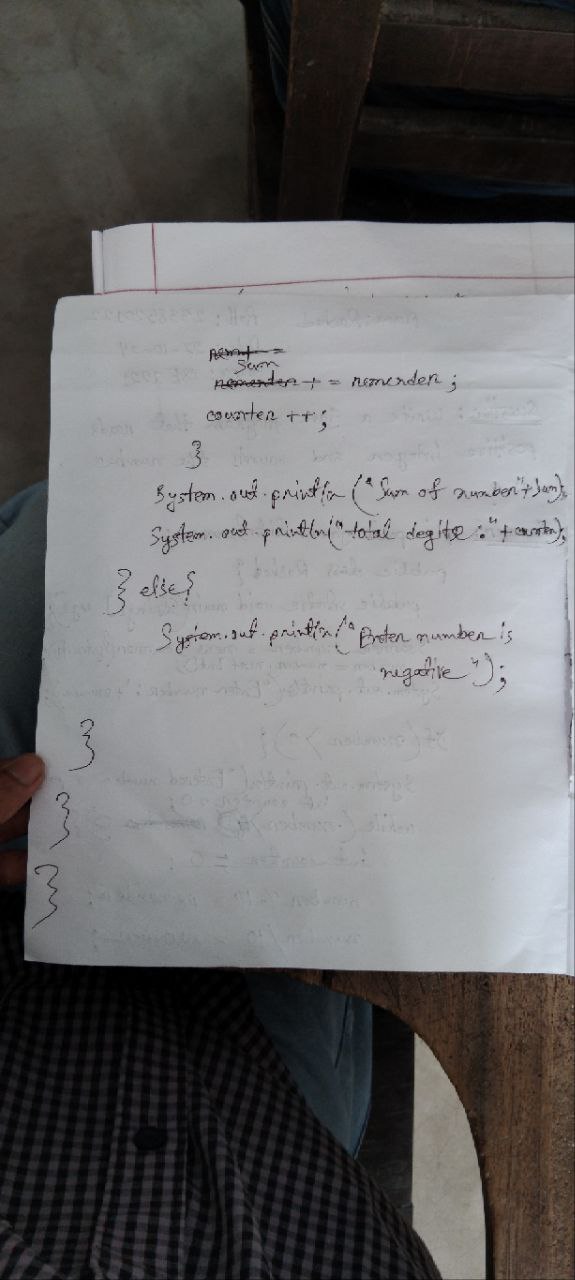 Sum
+ = remerder;
counter ++;
}
System.out.println("Sum of number"+sum);
System.out.println("total degits:"+counter);
} else{
System.out.println("Enter number is
negative");
}
}
}